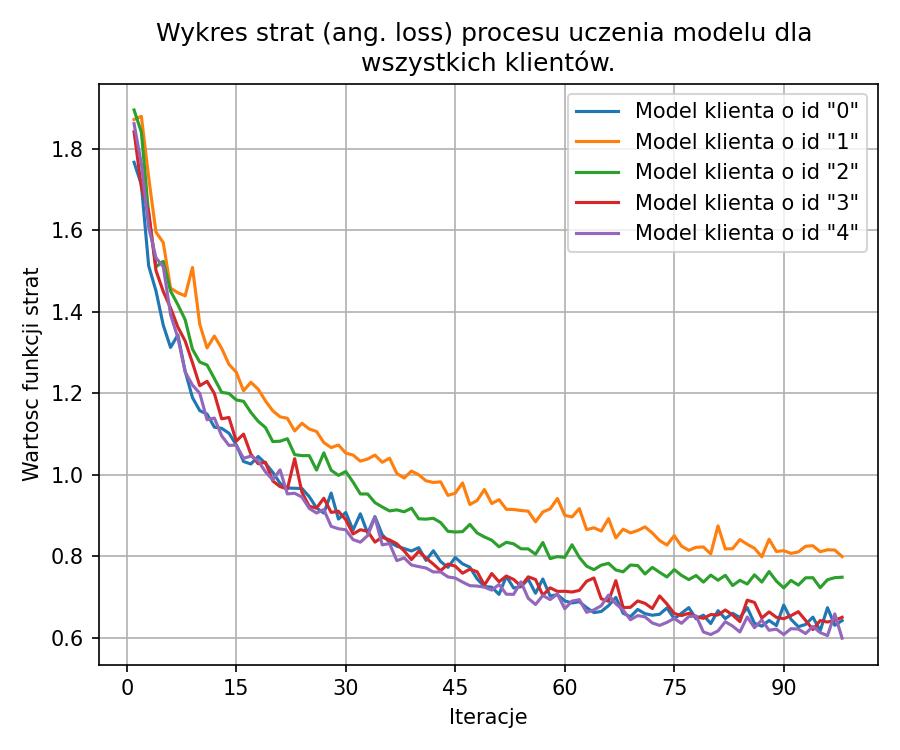 Wykres strat (ang. loss) procesu uczenia modelu dla
wszystkich klientów.
Model klienta o id "0"
Model klienta o id "1"
Model klienta o id "2"
Model klienta o id "3"
Model klienta o id "4"
Wartosc funkcji strat
1.8
1.6
1.4
1.2
1.0
0.8
0.6
0 15 30 45 60 75 90
Iteracje